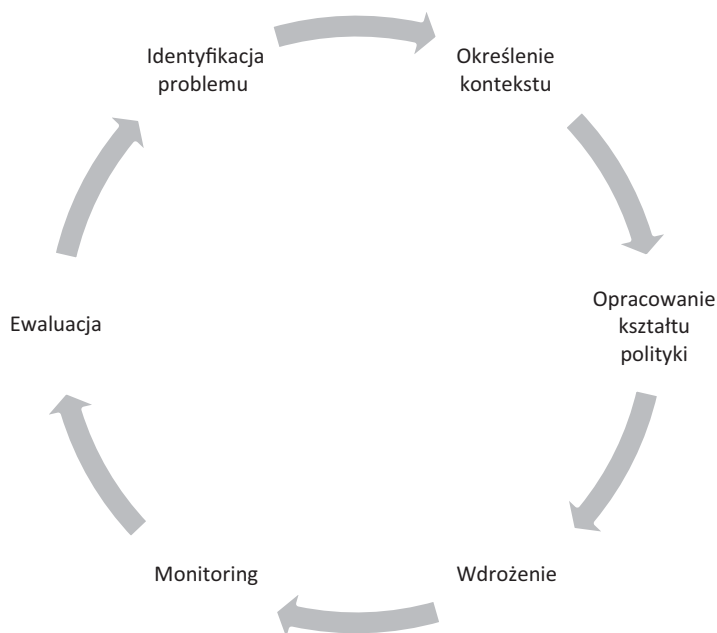 Identyfikacja
problemu
Określenie
kontekstu
Opracowanie
kształtu
polityki
Wdrożenie
Monitoring
Ewaluacja